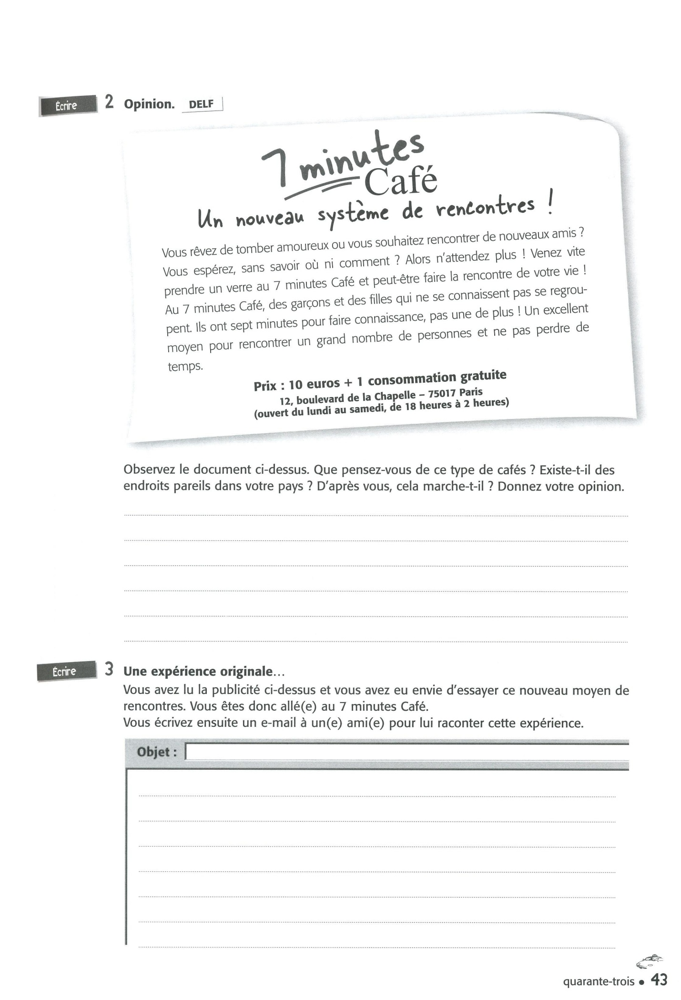 Écrire 2 Opinion. DELF
7 minutes
Café
Un nouveau système de rencontres !
Vous rêvez de tomber amoureux ou vous souhaitez rencontrer de nouveaux amis ?
Vous espérez, sans savoir où ni comment ? Alors n'attendez plus ! Venez vite
prendre un verre au 7 minutes Café et peut-être faire la rencontre de votre vie !
Au 7 minutes Café, des garçons et des filles qui ne se connaissent pas se regrou-
pent. Ils ont sept minutes pour faire connaissance, pas une de plus ! Un excellent
moyen pour rencontrer un grand nombre de personnes et ne pas perdre de
temps.
Prix : 10 euros + 1 consommation gratuite
12, boulevard de la Chapelle – 75017 Paris
(ouvert du lundi au samedi, de 18 heures à 2 heures)
Observez le document ci-dessus. Que pensez-vous de ce type de cafés ? Existe-t-il des
endroits pareils dans votre pays ? D'après vous, cela marche-t-il ? Donnez votre opinion.
Écrire 3 Une expérience originale...
Vous avez lu la publicité ci-dessus et vous avez eu envie d'essayer ce nouveau moyen de
rencontres. Vous êtes donc allé(e) au 7 minutes Café.
Vous écrivez ensuite un e-mail à un(e) ami(e) pour lui raconter cette expérience.
Objet :
quarante-trois • 43